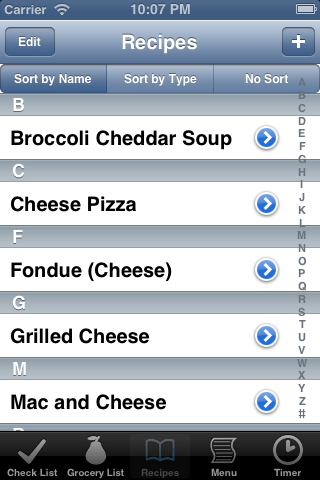 Carrier 10:07 PM
Edit Recipes +
Sort by Name Sort by Type No Sort
B
Broccoli Cheddar Soup
C
Cheese Pizza
F
Fondue (Cheese)
G
Grilled Cheese
M
Mac and Cheese
A
B
C
D
E
F
G
H
I
J
K
L
M
N
O
P
Q
R
S
T
U
V
W
X
Y
Z
#
Check List Grocery List Recipes Menu Timer